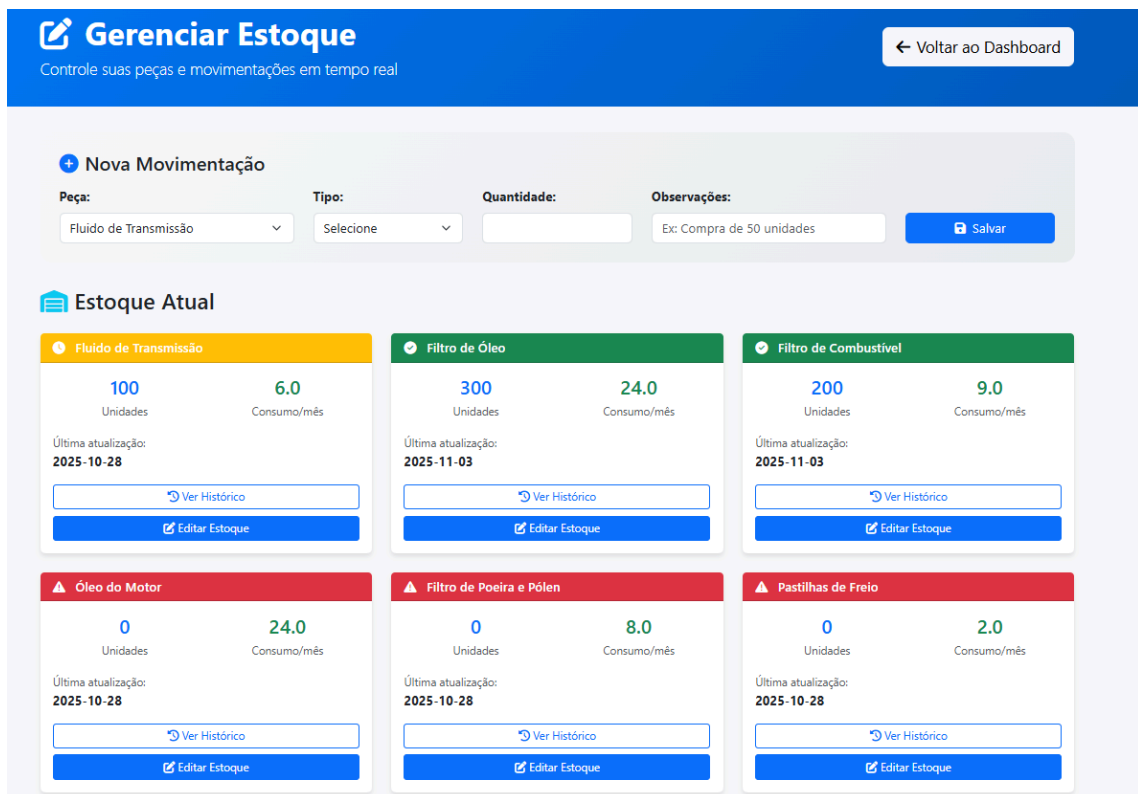 Gerenciar Estoque
Controle suas peças e movimentações em tempo real
Voltar ao Dashboard
Nova Movimentação
Peça:
Tipo:
Quantidade:
Observações:
Fluido de Transmissão
Selecione
Ex: Compra de 50 unidades
Salvar
Estoque Atual
Fluido de Transmissão
100
6.0
Unidades
Consumo/mês
Última atualização:
2025-10-28
Ver Histórico
Editar Estoque
Filtro de Óleo
300
24.0
Unidades
Consumo/mês
Última atualização:
2025-11-03
Ver Histórico
Editar Estoque
Filtro de Combustível
200
9.0
Unidades
Consumo/mês
Última atualização:
2025-11-03
Ver Histórico
Editar Estoque
Óleo do Motor
0
24.0
Unidades
Consumo/mês
Última atualização:
2025-10-28
Ver Histórico
Editar Estoque
Filtro de Poeira e Pólen
0
8.0
Unidades
Consumo/mês
Última atualização:
2025-10-28
Ver Histórico
Editar Estoque
Pastilhas de Freio
0
2.0
Unidades
Consumo/mês
Última atualização:
2025-10-28
Ver Histórico
Editar Estoque